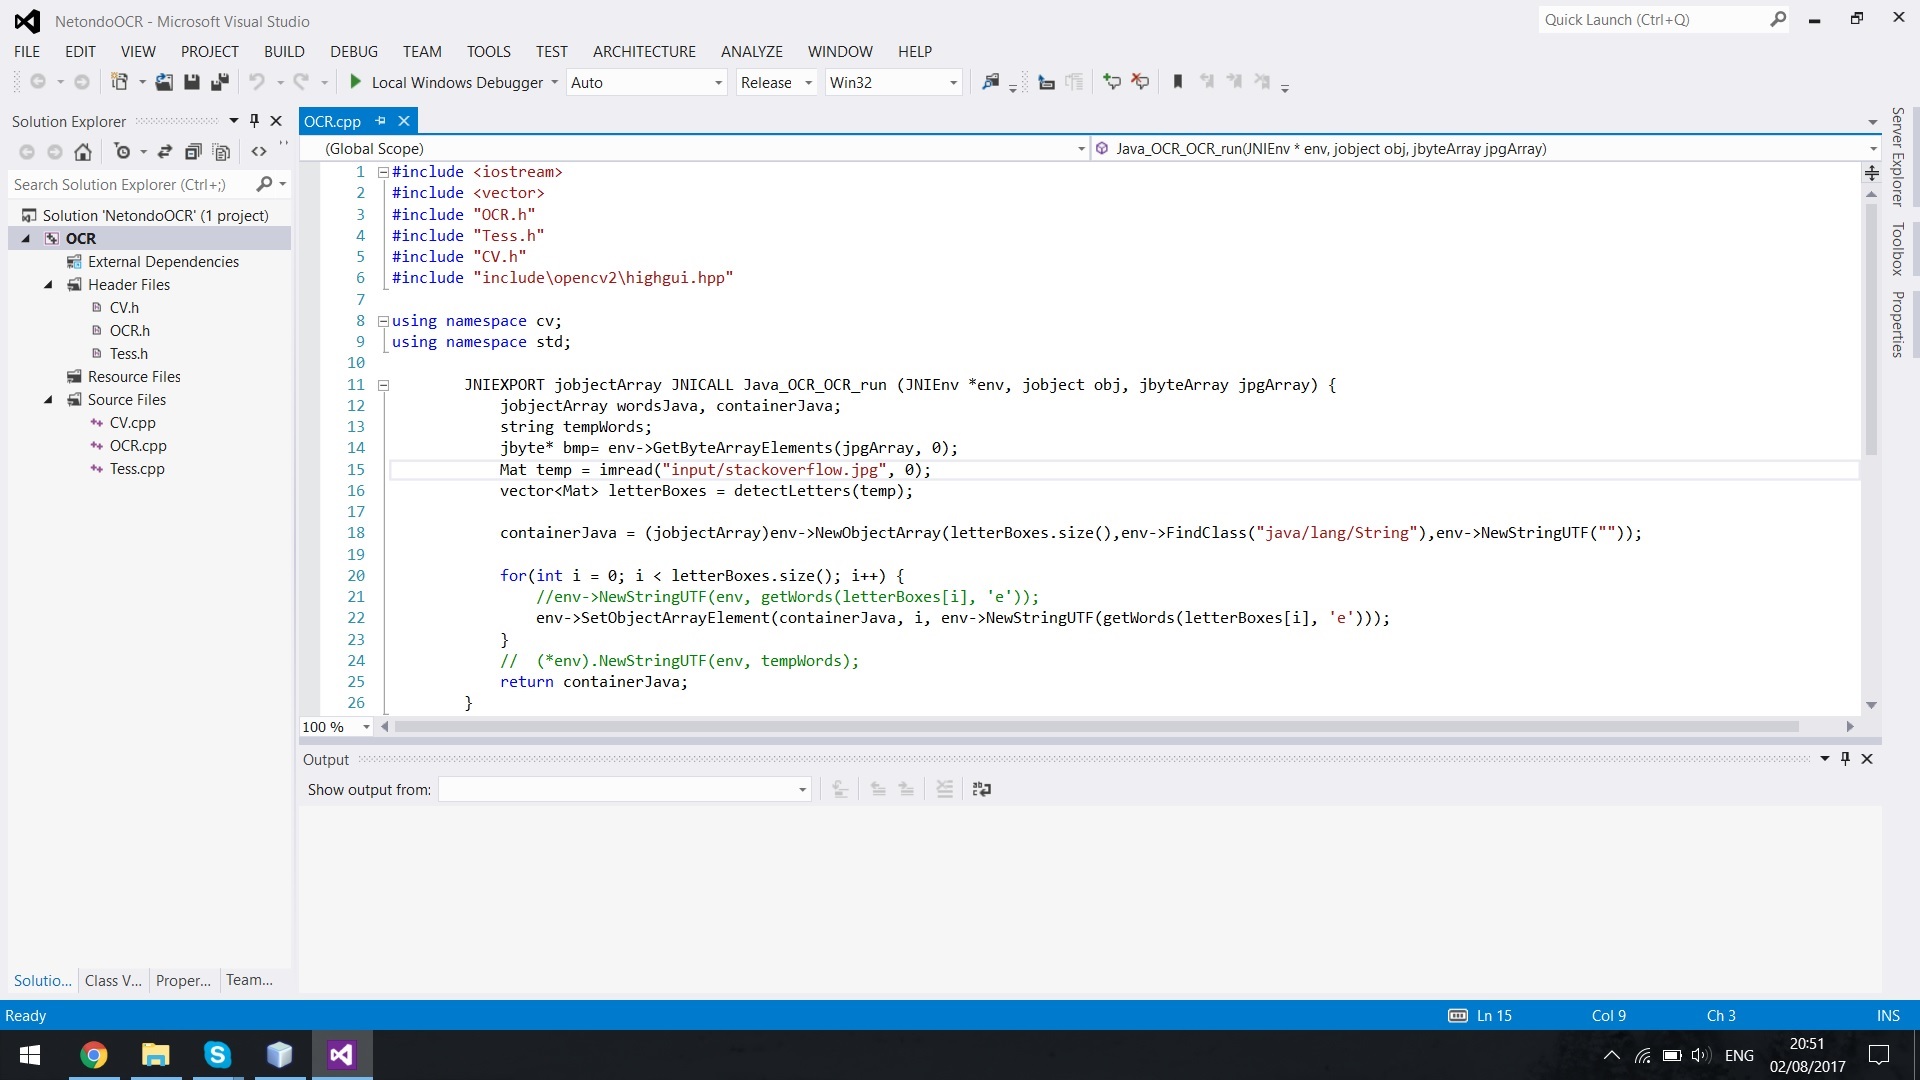 NetondoOCR - Microsoft Visual Studio
Quick Launch (Ctrl+Q)
FILE EDIT VIEW PROJECT BUILD DEBUG TEAM TOOLS TEST ARCHITECTURE ANALYZE WINDOW HELP
Local Windows Debugger Auto Release Win32
Solution Explorer
Search Solution Explorer (Ctrl+;)
Solution 'NetondoOCR' (1 project)
OCR
External Dependencies
Header Files
CV.h
OCR.h
Tess.h
Resource Files
Source Files
CV.cpp
OCR.cpp
Tess.cpp
Solutio... Class V... Proper... Team...
OCR.cpp
(Global Scope) Java_OCR_OCR_run(JNIEnv * env, jobject obj, jbyteArray jpgArray)
1 #include <iostream>
2 #include <vector>
3 #include "OCR.h"
4 #include "Tess.h"
5 #include "CV.h"
6 #include "include\opencv2\highgui.hpp"
7
8 using namespace cv;
9 using namespace std;
10
11 JNIEXPORT jobjectArray JNICALL Java_OCR_OCR_run (JNIEnv *env, jobject obj, jbyteArray jpgArray) {
12 jobjectArray wordsJava, containerJava;
13 string tempWords;
14 jbyte* bmp= env->GetByteArrayElements(jpgArray, 0);
15 Mat temp = imread("input/stackoverflow.jpg", 0);
16 vector<Mat> letterBoxes = detectLetters(temp);
17
18 containerJava = (jobjectArray)env->NewObjectArray(letterBoxes.size(),env->FindClass("java/lang/String"),env->NewStringUTF(""));
19
20 for(int i = 0; i < letterBoxes.size(); i++) {
21 //env->NewStringUTF(env, getWords(letterBoxes[i], 'e'));
22 env->SetObjectArrayElement(containerJava, i, env->NewStringUTF(getWords(letterBoxes[i], 'e')));
23 }
24 // (*env).NewStringUTF(env, tempWords);
25 return containerJava;
26 }
100 %
Output
Show output from:
Server Explorer
Toolbox
Properties
Ready Ln 15 Col 9 Ch 3 INS
ENG
20:51
02/08/2017